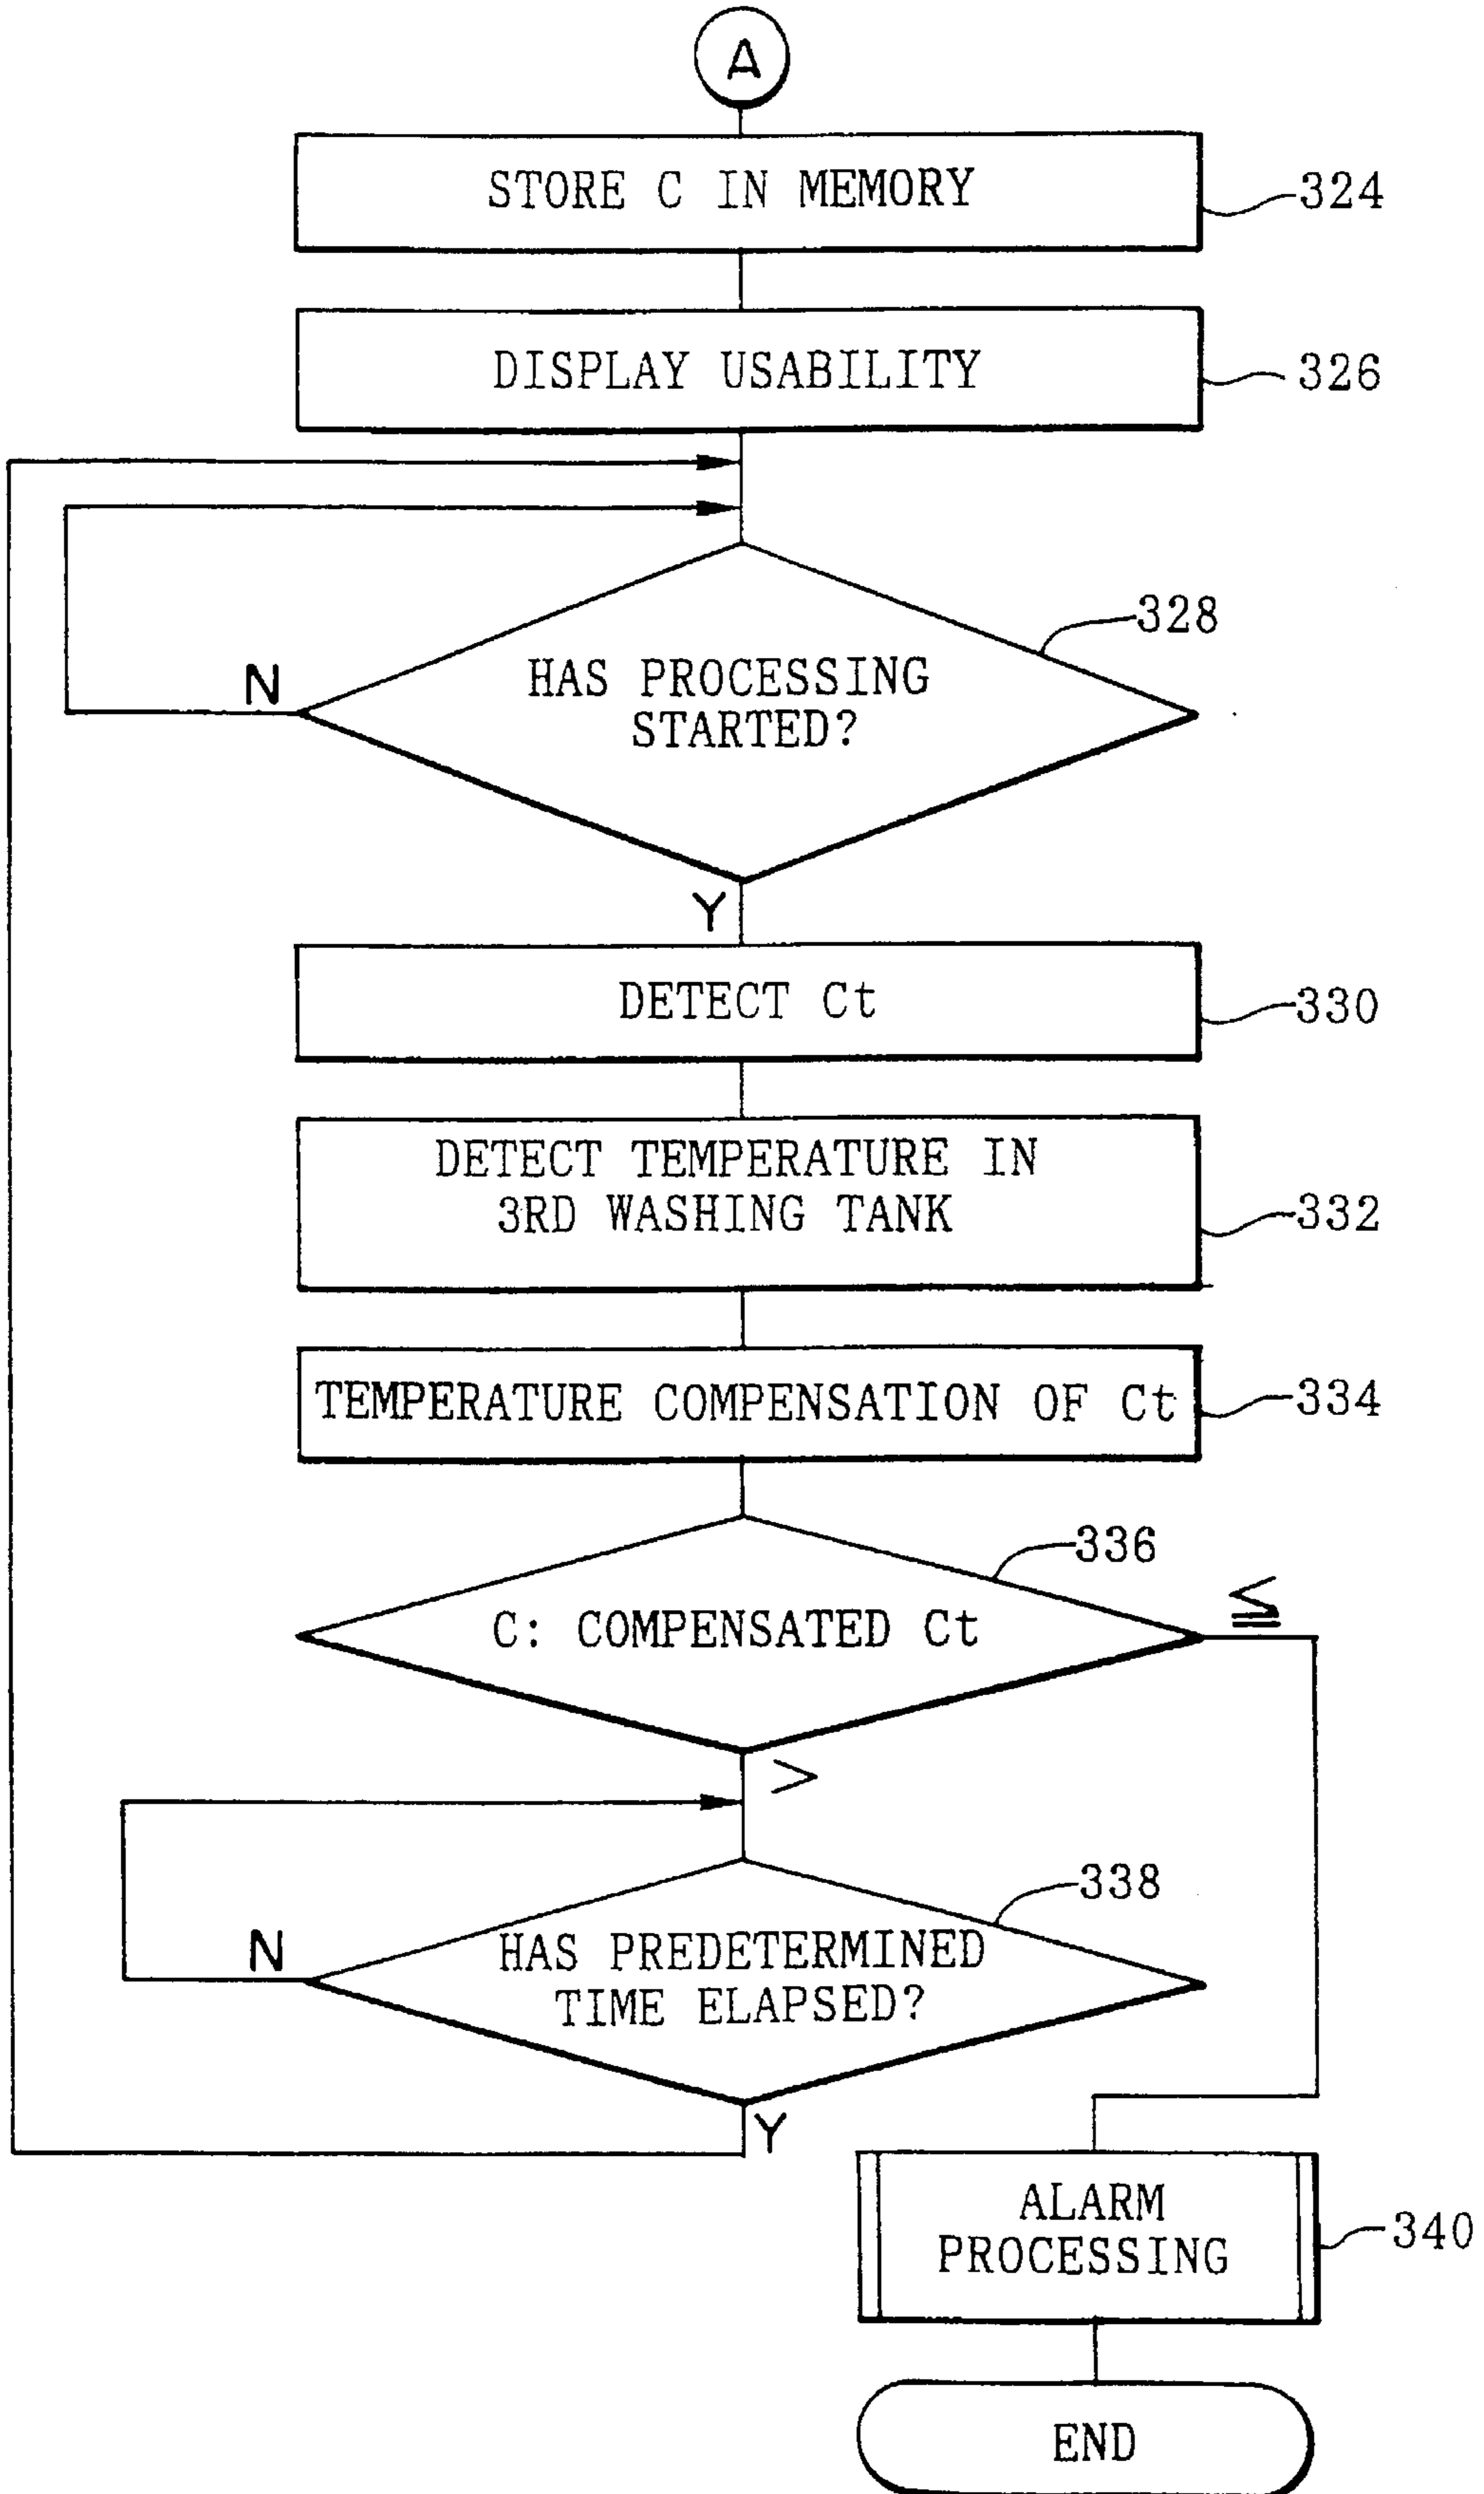 A
STORE C IN MEMORY
324
DISPLAY USABILITY
326
328
HAS PROCESSING
STARTED?
N
Y
DETECT Ct
330
DETECT TEMPERATURE IN
3RD WASHING TANK
332
TEMPERATURE COMPENSATION OF Ct
334
336
C: COMPENSATED Ct
≦
>
338
HAS PREDETERMINED
TIME ELAPSED?
N
Y
ALARM
PROCESSING
340
END